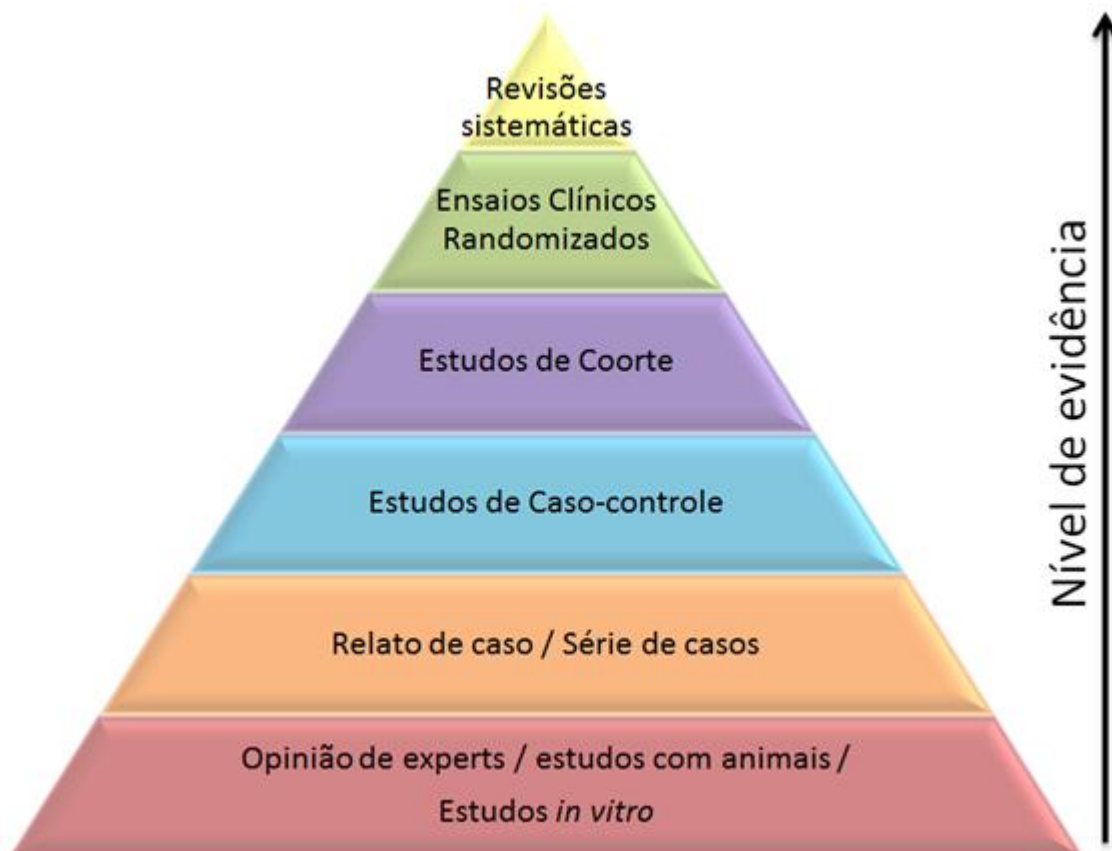 Revisões
sistemáticas
Ensaios Clínicos
Randomizados
Estudos de Coorte
Estudos de Caso-controle
Relato de caso / Série de casos
Opinião de experts / estudos com animais /
Estudos in vitro
Nível de evidência